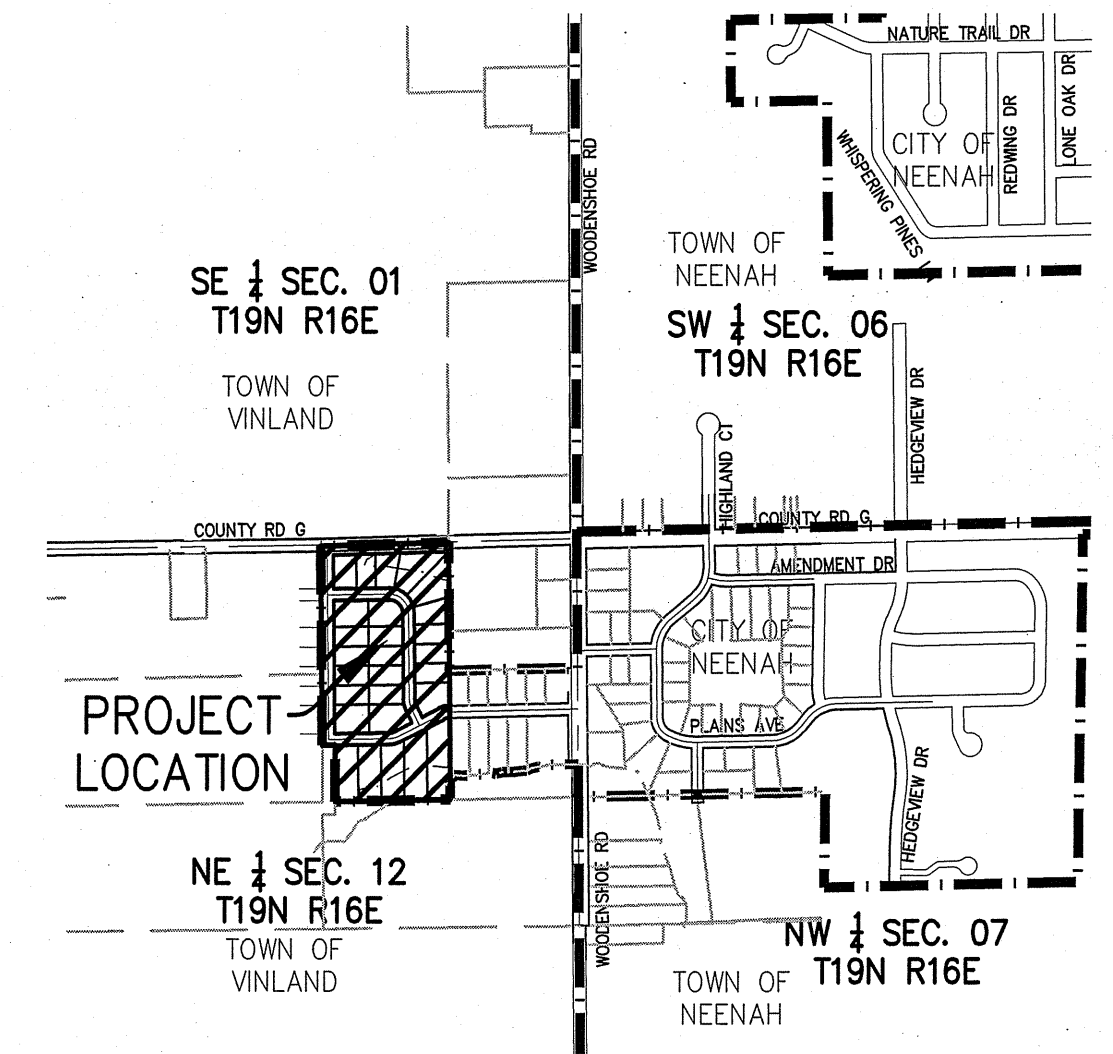 NATURE TRAIL DR
LONE OAK DR
REDWING DR
CITY OF
NEENAH
WHISPERING PINES
WOODENSHOE RD
TOWN OF
NEENAH
SE 1/4 SEC. 01
T19N R16E
SW 1/4 SEC. 06
T19N R16E
TOWN OF
VINLAND
HEDGEVIEW DR
HIGHLAND CT
COUNTY RD G
COUNTY RD G
AMENDMENT DR
CITY OF
NEENAH
PROJECT
LOCATION
PLAINS AVE
HEDGEVIEW DR
WOODENSHOE RD
NE 1/4 SEC. 12
T19N R16E
TOWN OF
VINLAND
NW 1/4 SEC. 07
T19N R16E
TOWN OF
NEENAH